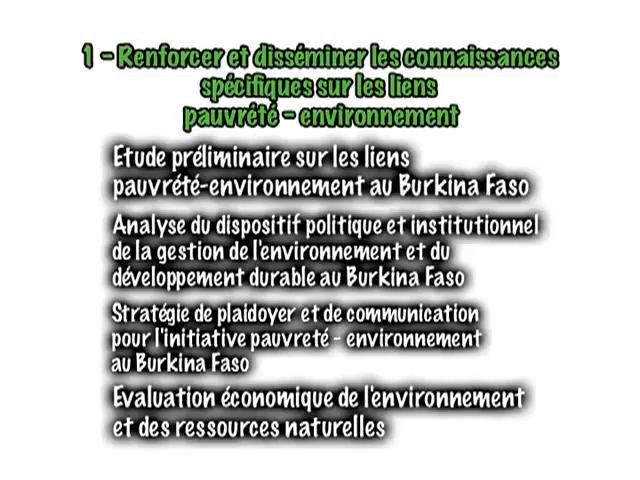 1 - Renforcer et disséminer les connaissances
spécifiques sur les liens
pauvrété - environnement
Etude préliminaire sur les liens
pauvrété-environnement au Burkina Faso
Analyse du dispositif politique et institutionnel
de la gestion de l'environnement et du
développement durable au Burkina Faso
Stratégie de plaidoyer et de communication
pour l'initiative pauvreté - environnement
au Burkina Faso
Evaluation économique de l'environnement
et des ressources naturelles